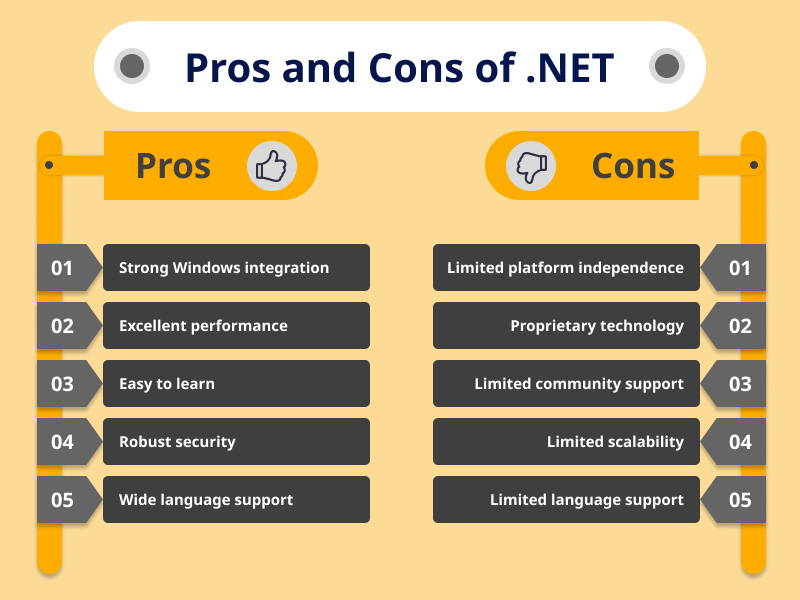 Pros and Cons of .NET
Pros
Cons
01 Strong Windows integration
02 Excellent performance
03 Easy to learn
04 Robust security
05 Wide language support
Limited platform independence 01
Proprietary technology 02
Limited community support 03
Limited scalability 04
Limited language support 05